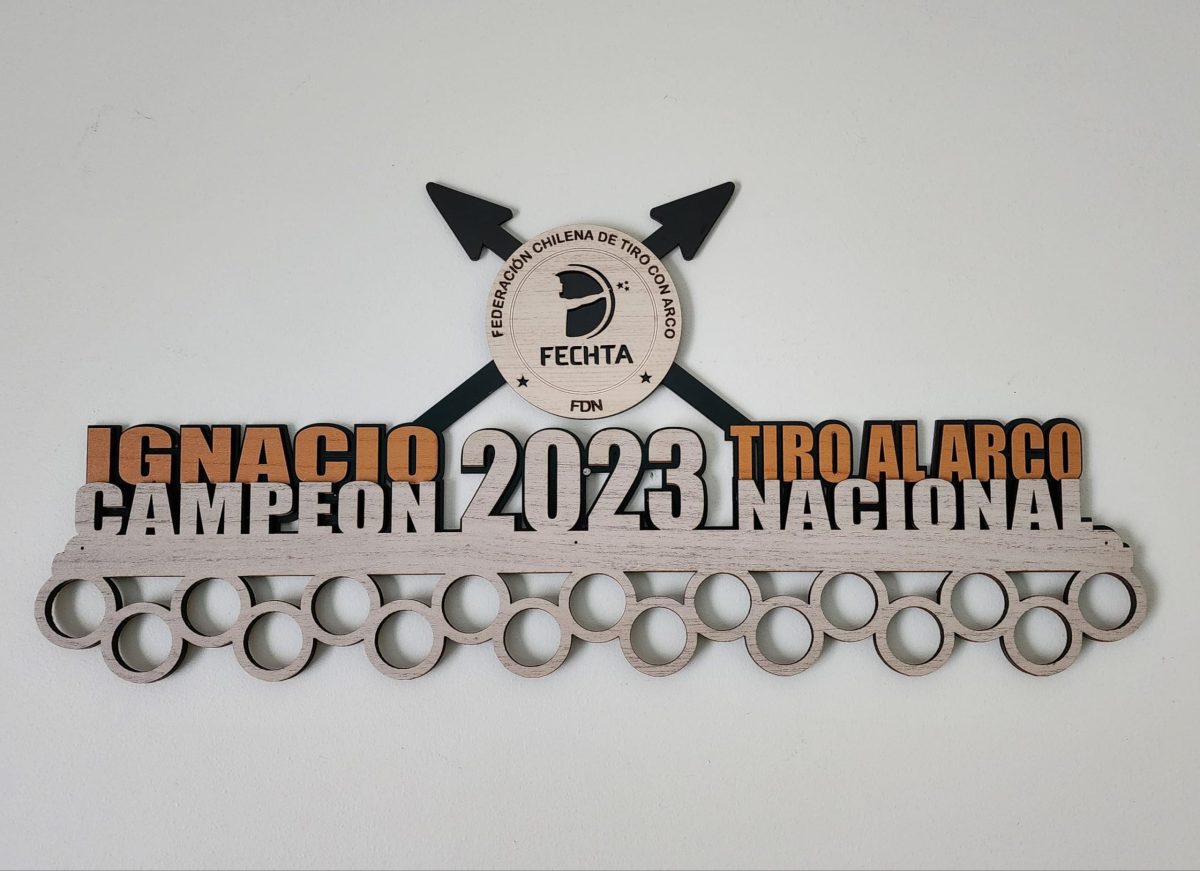 FEDERACIÓN CHILENA DE TIRO CON ARCO
FECHTA
FDN
IGNACIO
CAMPEON
2023
TIRO AL ARCO
NACIONAL